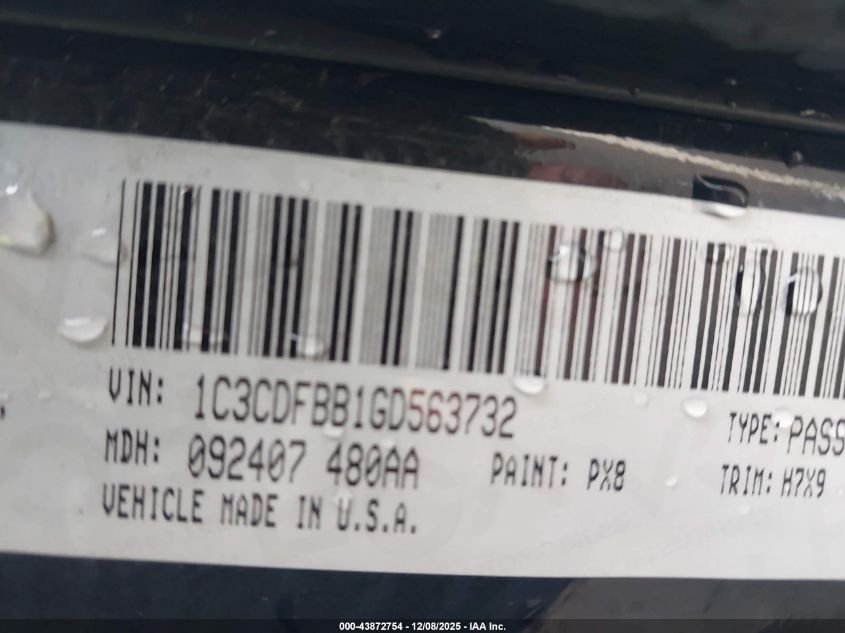 VIN: 1C3CDFBB1GD563732 TYPE: PASS
MDH: 092407 480AA PAINT: PX8 TRIM: H7X9
VEHICLE MADE IN U.S.A.
000-43872754 - 12/08/2025 - IAA Inc.